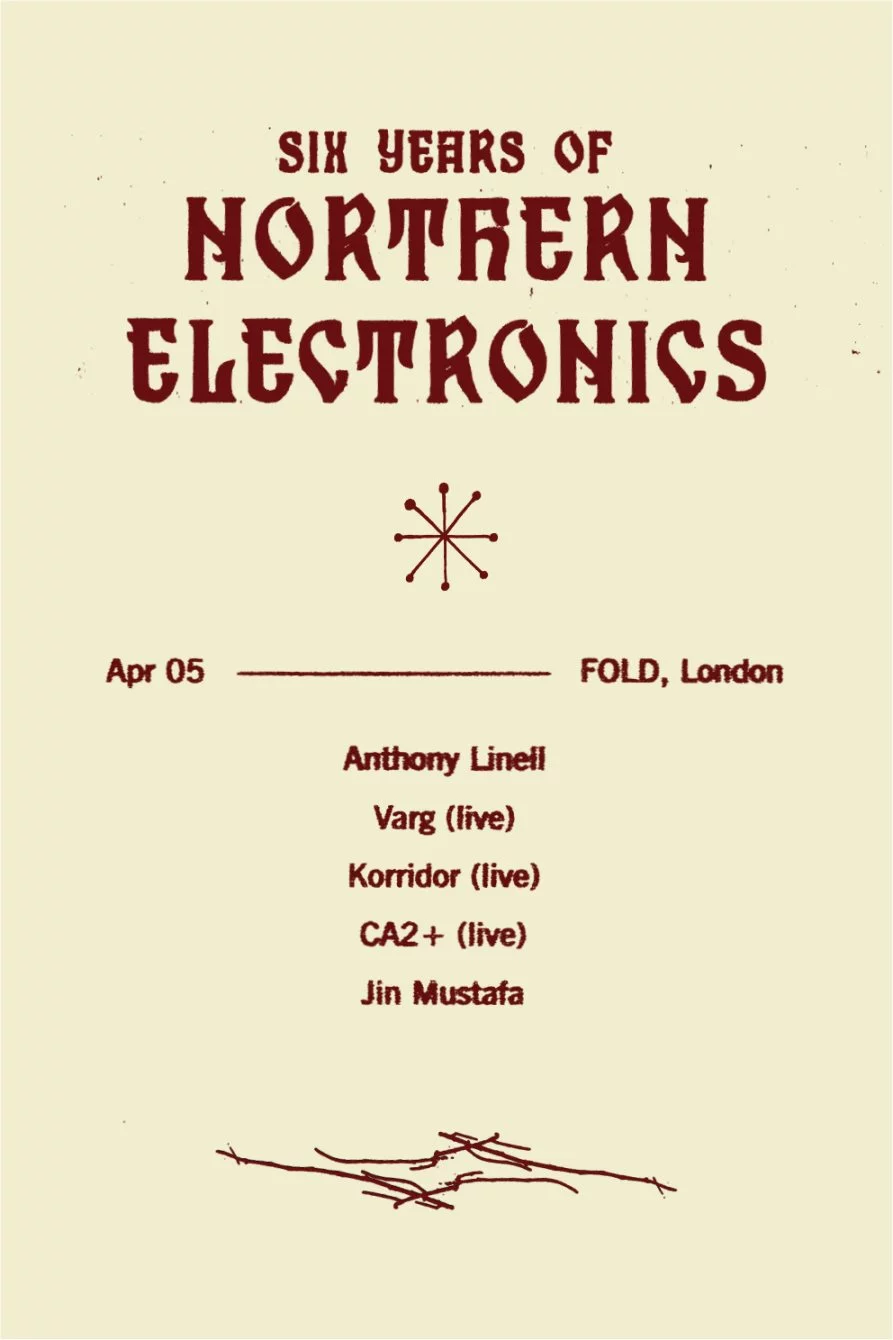 SIX YEARS OF
NORTHERN
ELECTRONICS
Apr 05 FOLD, London
Anthony Linell
Varg (live)
Korridor (live)
CA2+ (live)
Jin Mustafa